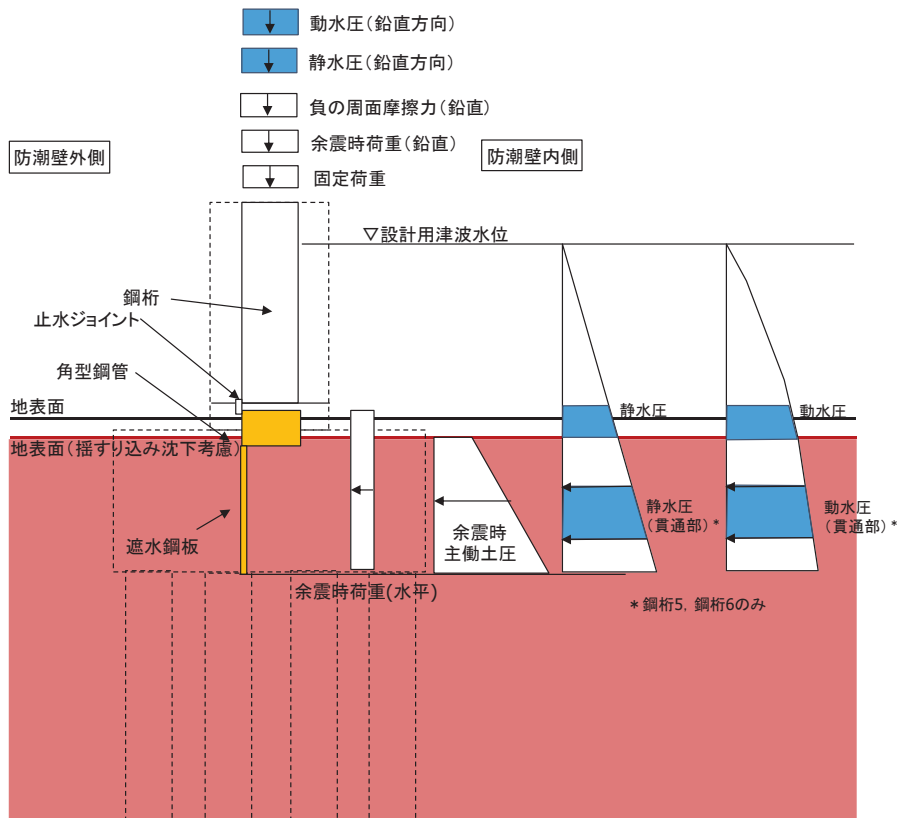 動水圧(鉛直方向)
静水圧(鉛直方向)
負の周面摩擦力(鉛直)
余震時荷重(鉛直)
固定荷重
防潮壁外側
防潮壁内側
▽設計用津波水位
鋼桁
止水ジョイント
角型鋼管
地表面
地表面(揺すり込み沈下考慮)
静水圧
動水圧
遮水鋼板
余震時
主働土圧
静水圧
(貫通部)*
動水圧
(貫通部)*
余震時荷重(水平)
*鋼桁5,鋼桁6のみ